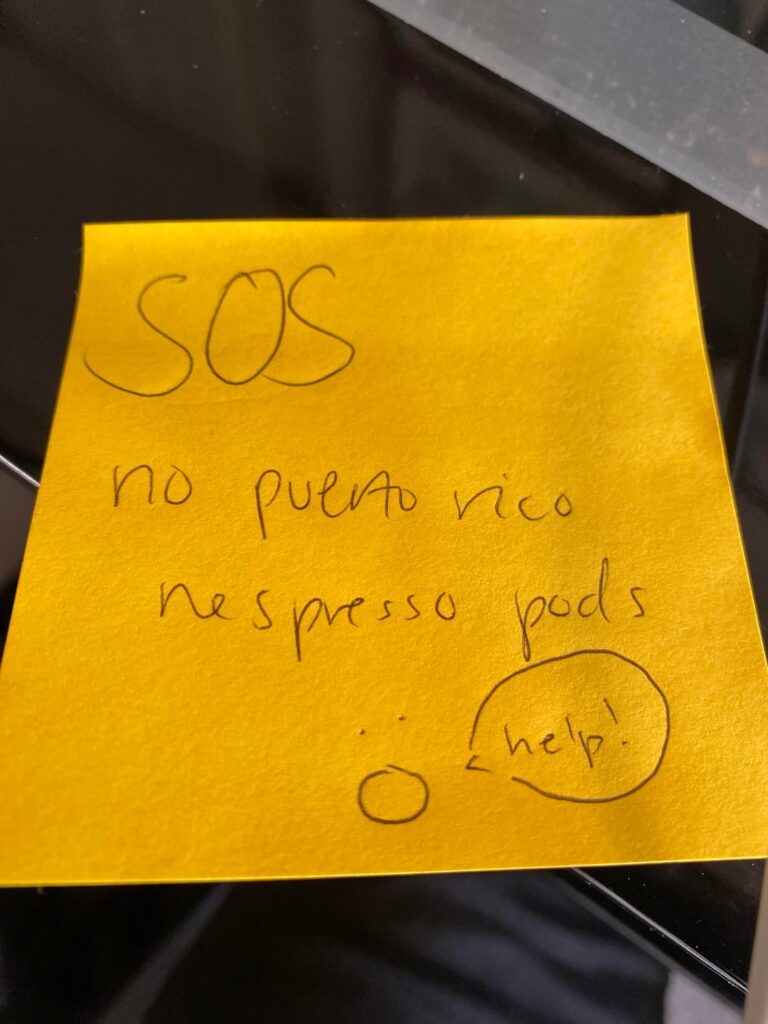 SOS
no puerto rico
nespresso pods
help!